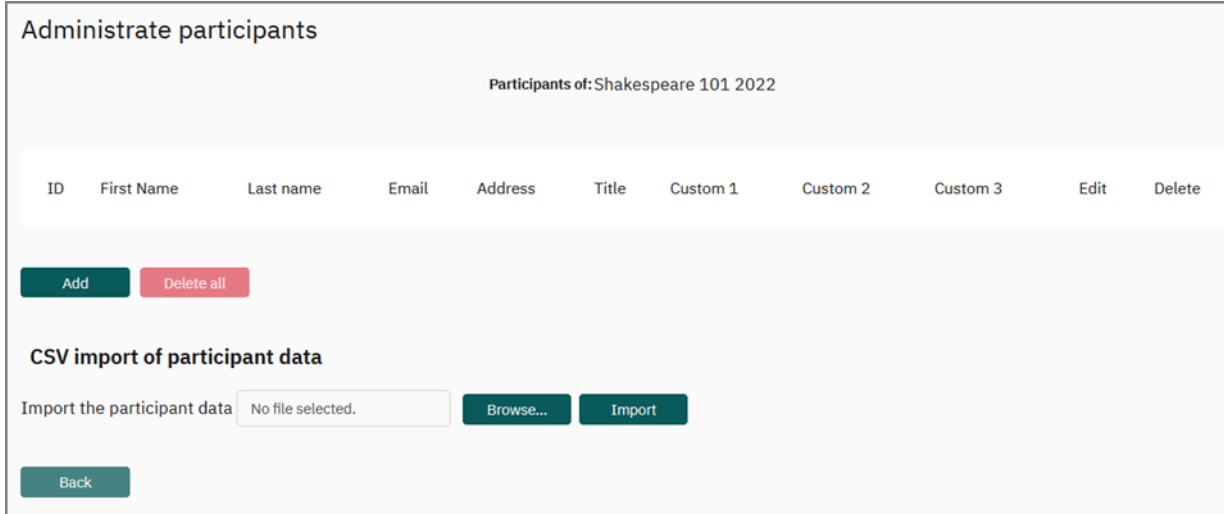 Administrate participants
Participants of: Shakespeare 101 2022
ID First Name Last name Email Address Title Custom 1 Custom 2 Custom 3 Edit Delete
Add Delete all
CSV import of participant data
Import the participant data No file selected. Browse... Import
Back